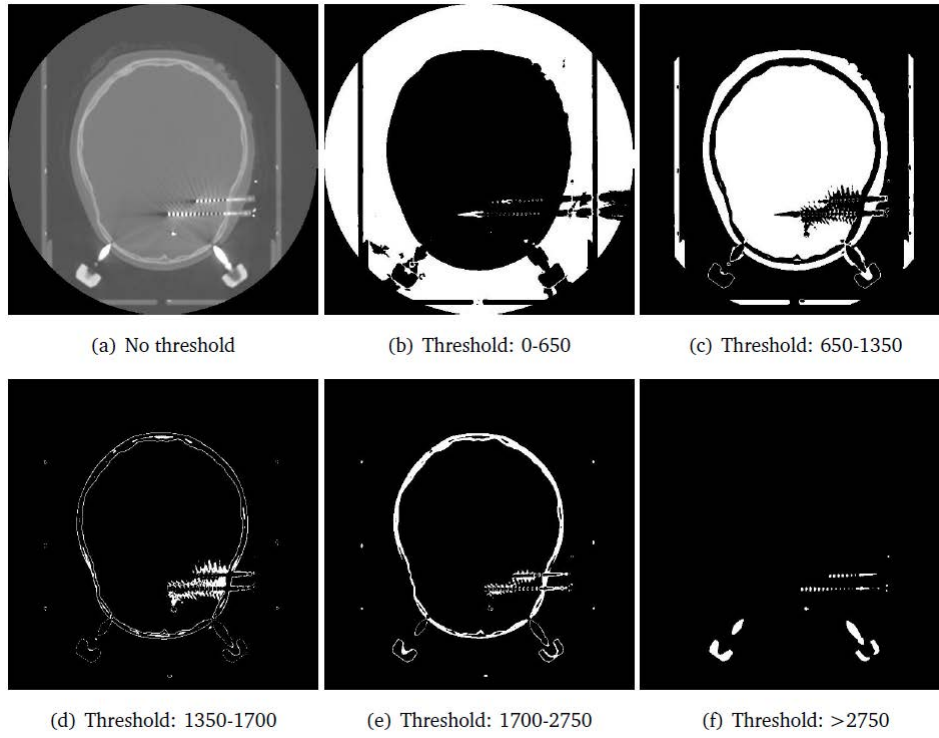 (a) No threshold
(b) Threshold: 0-650
(c) Threshold: 650-1350
(d) Threshold: 1350-1700
(e) Threshold: 1700-2750
(f) Threshold: >2750